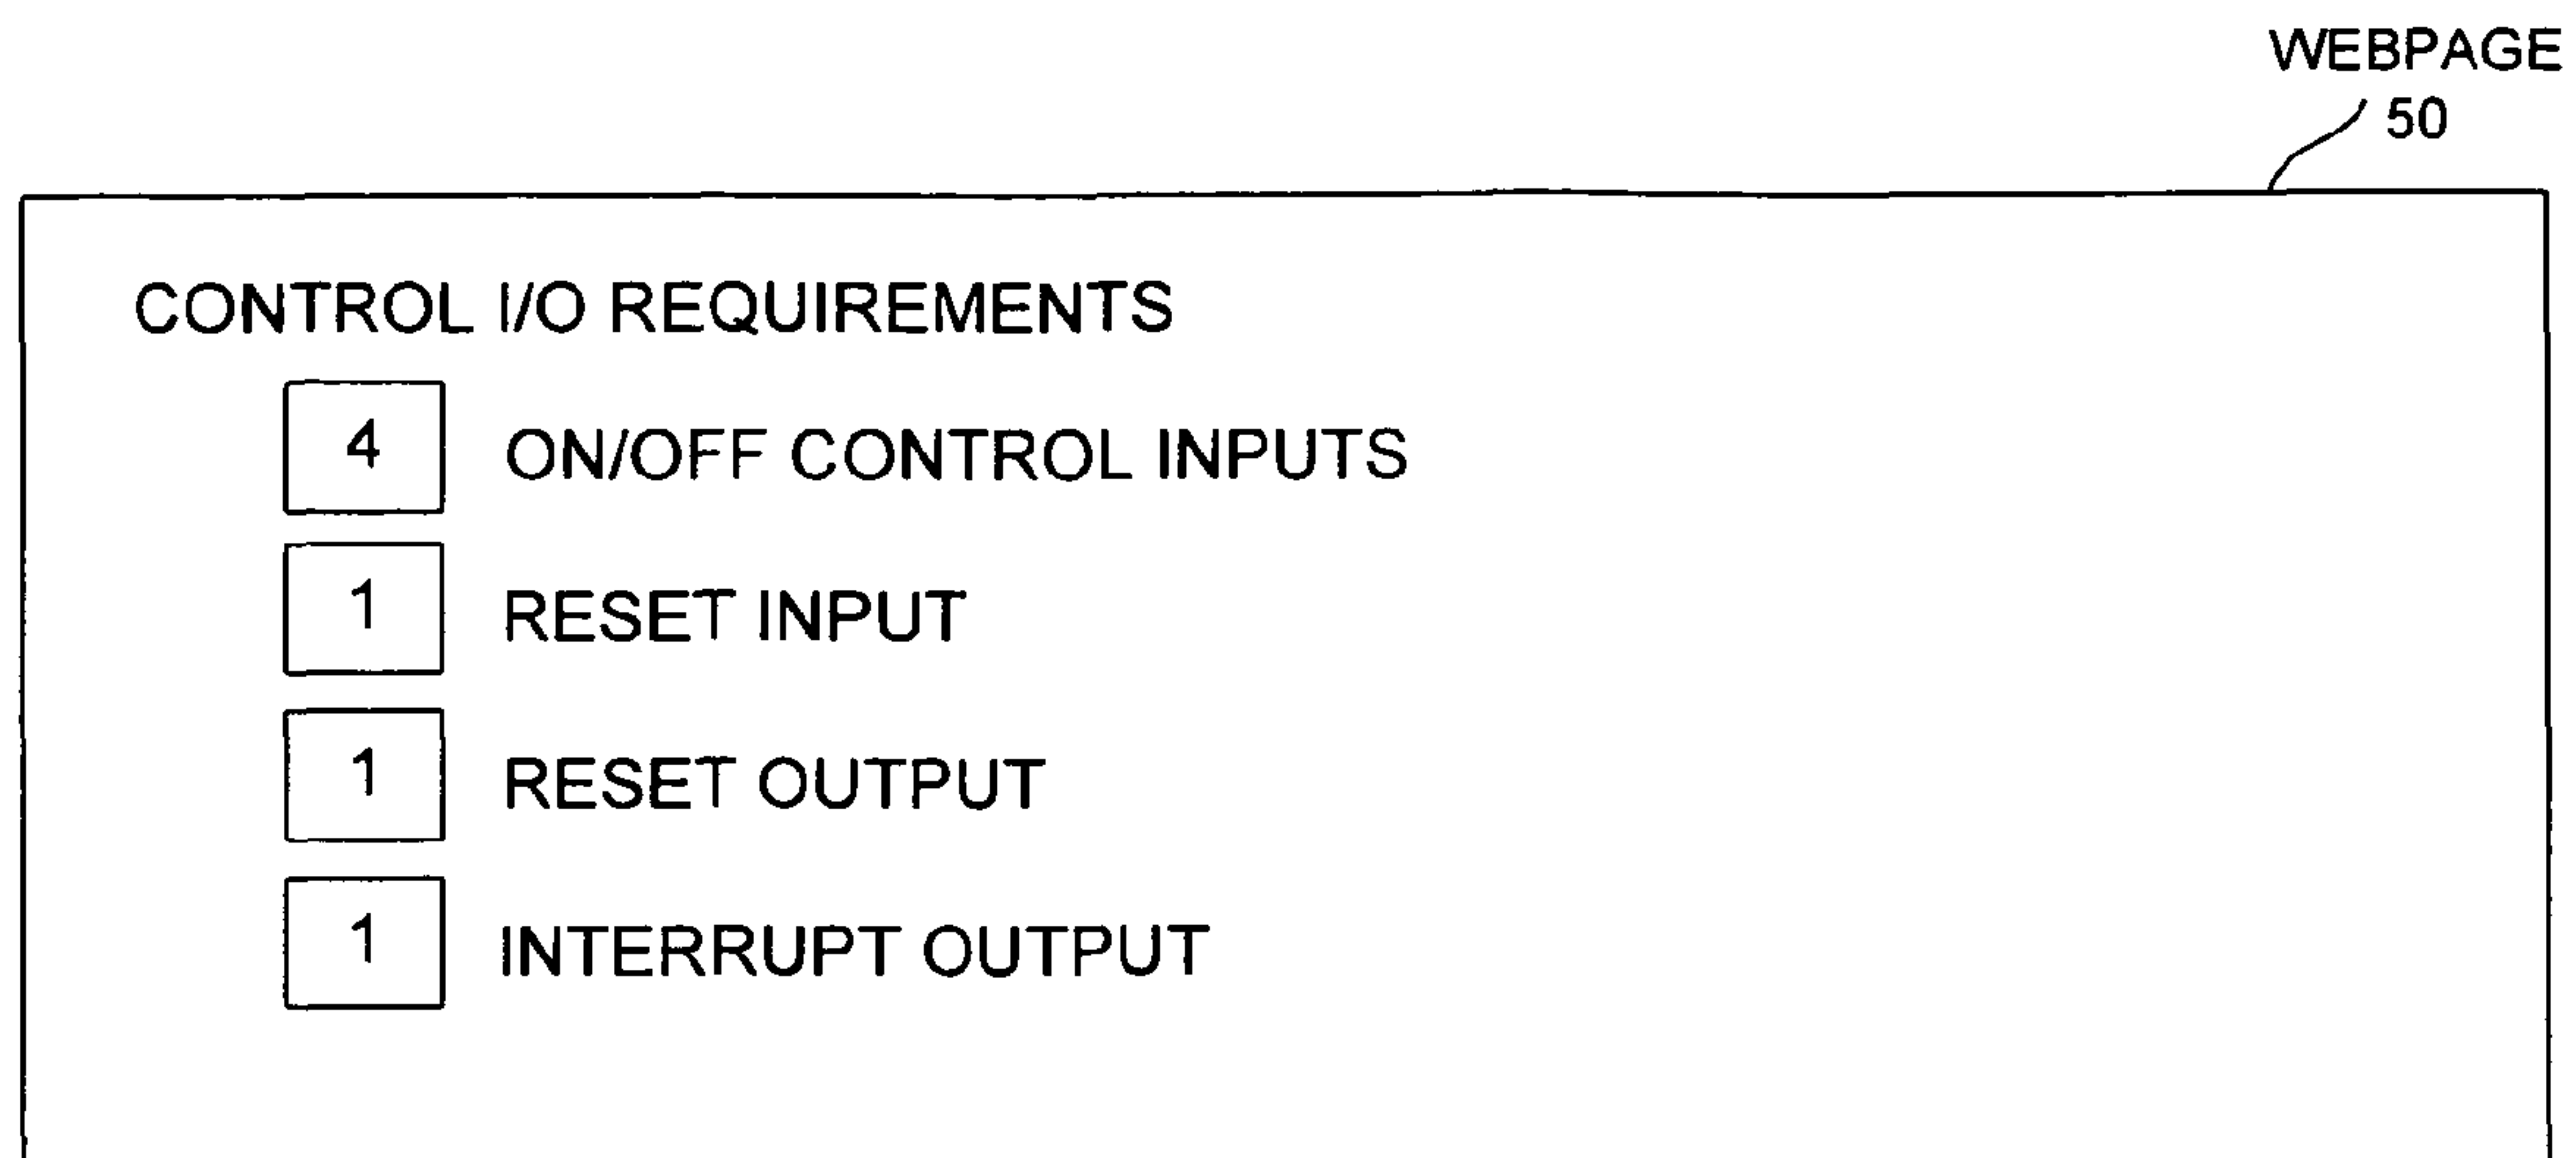 WEBPAGE
50
CONTROL I/O REQUIREMENTS
4 ON/OFF CONTROL INPUTS
1 RESET INPUT
1 RESET OUTPUT
1 INTERRUPT OUTPUT